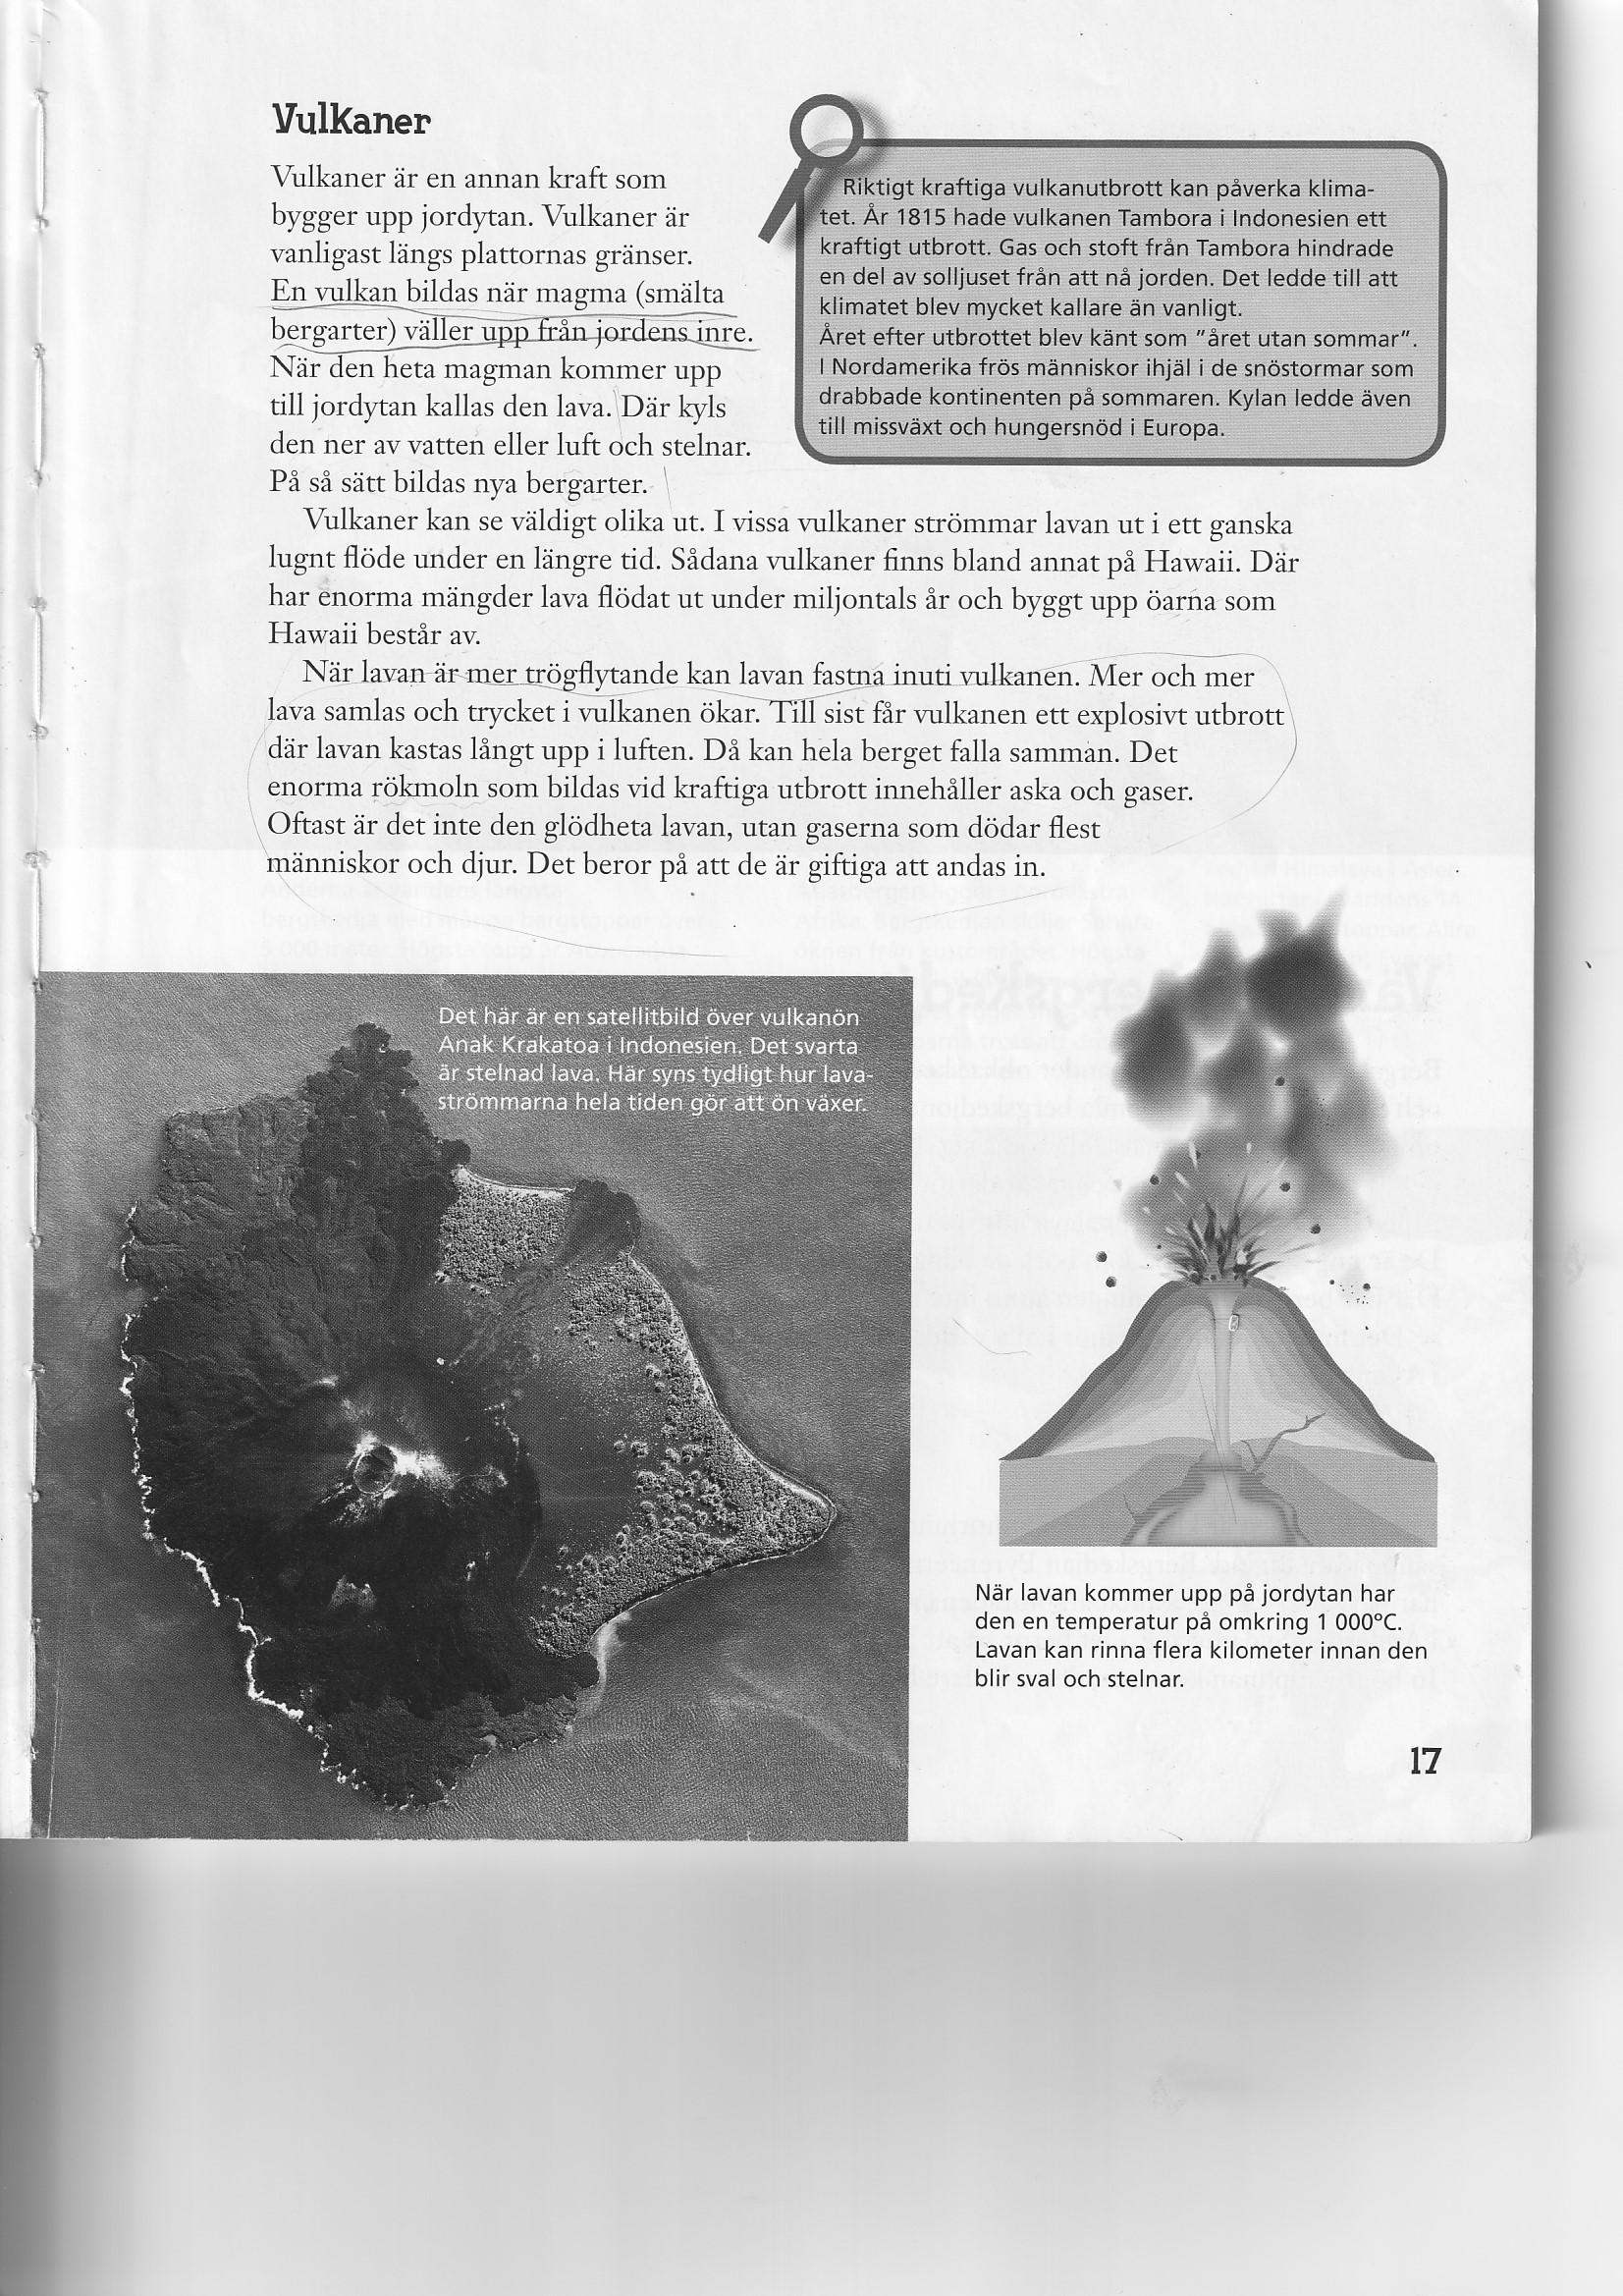 Vulkaner
Vulkaner är en annan kraft som
bygger upp jordytan. Vulkaner är
vanligast längs plattornas gränser.
En vulkan bildas när magma (smälta
bergarter) väller upp från jordens inre.
När den heta magman kommer upp
till jordytan kallas den lava. Där kyls
den ner av vatten eller luft och stelnar.
På så sätt bildas nya bergarter.
Riktigt kraftiga vulkanutbrott kan påverka klima-
tet. År 1815 hade vulkanen Tambora i Indonesien ett
kraftigt utbrott. Gas och stoft från Tambora hindrade
en del av solljuset från att nå jorden. Det ledde till att
klimatet blev mycket kallare än vanligt.
Året efter utbrottet blev känt som "året utan sommar".
I Nordamerika frös människor ihjäl i de snöstormar som
drabbade kontinenten på sommaren. Kylan ledde även
till missväxt och hungersnöd i Europa.
Vulkaner kan se väldigt olika ut. I vissa vulkaner strömmar lavan ut i ett ganska
lugnt flöde under en längre tid. Sådana vulkaner finns bland annat på Hawaii. Där
har enorma mängder lava flödat ut under miljontals år och byggt upp öarna som
Hawaii består av.
När lavan är mer trögflytande kan lavan fastna inuti vulkanen. Mer och mer
lava samlas och trycket i vulkanen ökar. Till sist får vulkanen ett explosivt utbrott
där lavan kastas långt upp i luften. Då kan hela berget falla samman. Det
enorma rökmoln som bildas vid kraftiga utbrott innehåller aska och gaser.
Oftast är det inte den glödheta lavan, utan gaserna som dödar flest
människor och djur. Det beror på att de är giftiga att andas in.
Det här är en satellitbild över vulkanön
Anak Krakatoa i Indonesien. Det svarta
är stelnad lava. Här syns tydligt hur lava-
strömmarna hela tiden gör att ön växer.
När lavan kommer upp på jordytan har
den en temperatur på omkring 1 000°C.
Lavan kan rinna flera kilometer innan den
blir sval och stelnar.
17